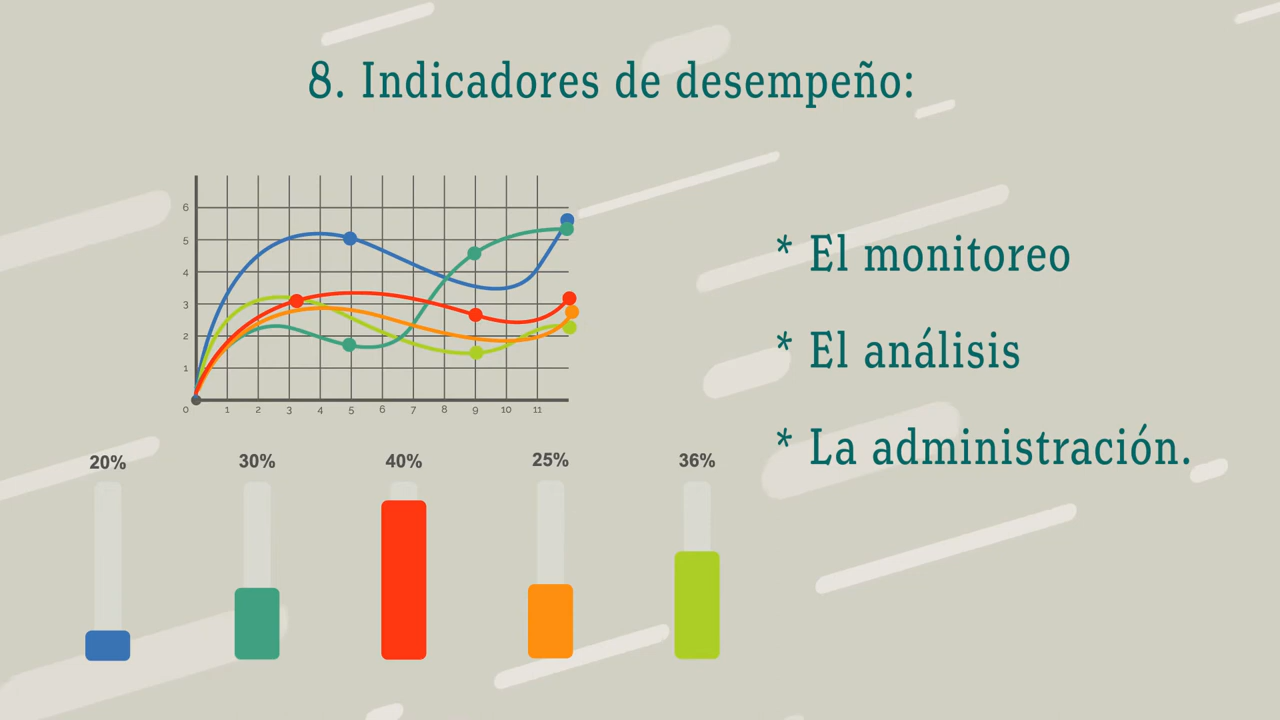 8. Indicadores de desempeño:
6
5
4
3
2
1
0 1 2 3 4 5 6 7 8 9 10 11
* El monitoreo
* El análisis
* La administración.
20% 30% 40% 25% 36%